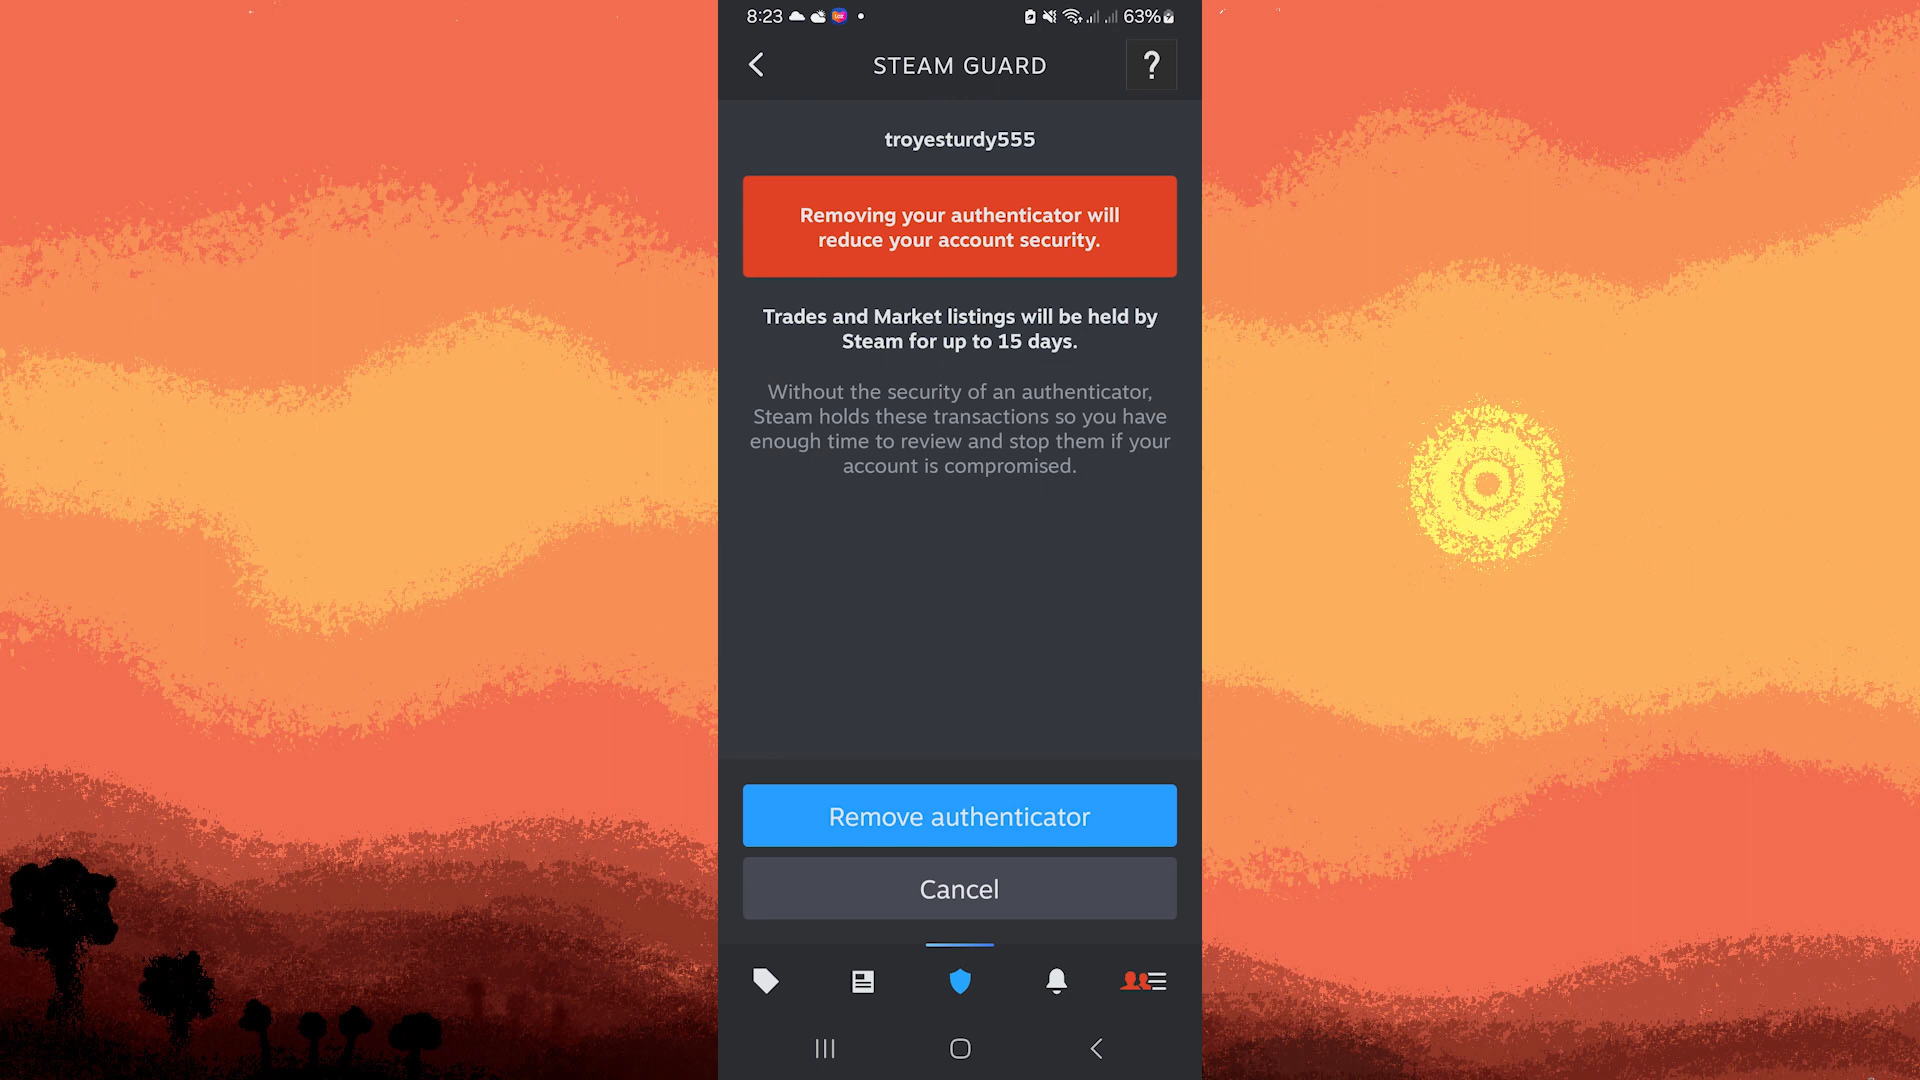 8:23
63%
STEAM GUARD
?
troyesturdy555
Removing your authenticator will
reduce your account security.
Trades and Market listings will be held by
Steam for up to 15 days.
Without the security of an authenticator,
Steam holds these transactions so you have
enough time to review and stop them if your
account is compromised.
Remove authenticator
Cancel